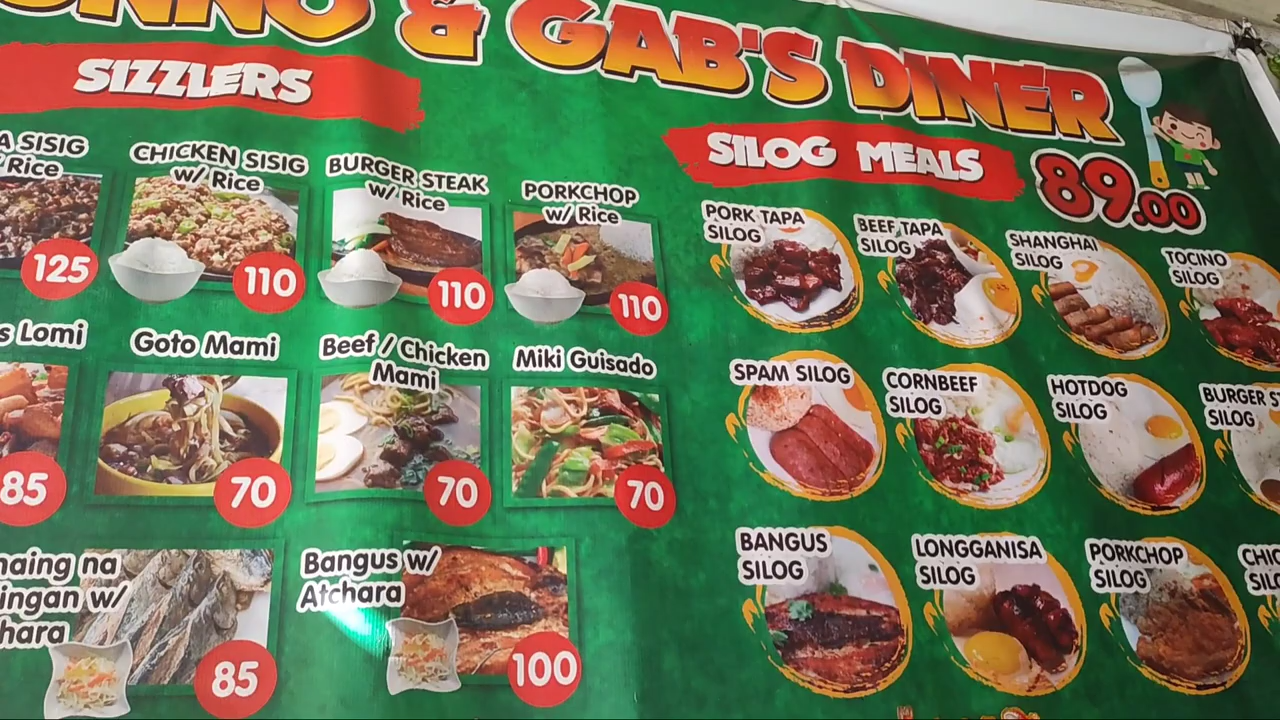 & GAB'S DINER
SIZZLERS
SISIG
Rice
125
CHICKEN SISIG
w/ Rice
110
BURGER STEAK
w/ Rice
110
PORKCHOP
w/ Rice
110
Lomi
85
Goto Mami
70
Beef / Chicken
Mami
70
Miki Guisado
70
na
w/
85
Bangus w/
Atchara
100
SILOG MEALS
89.00
PORK TAPA
SILOG
BEEF TAPA
SILOG
SHANGHAI
SILOG
TOCINO
SILOG
SPAM SILOG
CORNBEEF
SILOG
HOTDOG
SILOG
BURGER
SILOG
BANGUS
SILOG
LONGGANISA
SILOG
PORKCHOP
SILOG